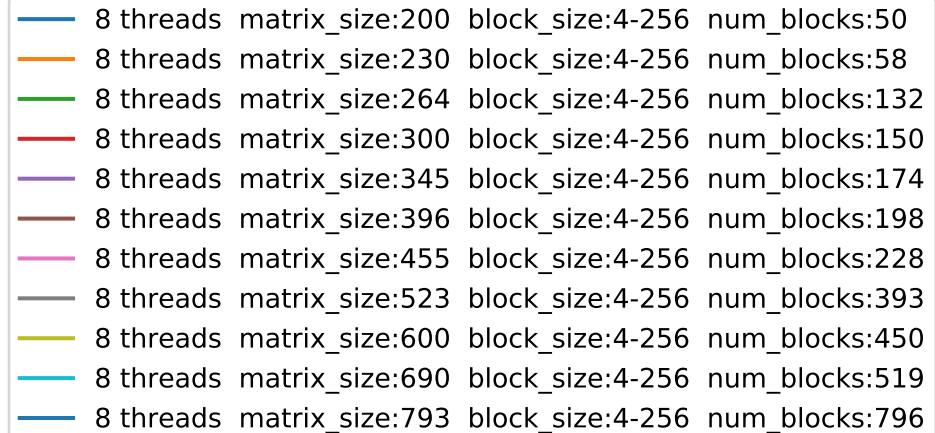 8 threads  matrix_size:200  block_size:4-256  num_blocks:50
8 threads  matrix_size:230  block_size:4-256  num_blocks:58
8 threads  matrix_size:264  block_size:4-256  num_blocks:132
8 threads  matrix_size:300  block_size:4-256  num_blocks:150
8 threads  matrix_size:345  block_size:4-256  num_blocks:174
8 threads  matrix_size:396  block_size:4-256  num_blocks:198
8 threads  matrix_size:455  block_size:4-256  num_blocks:228
8 threads  matrix_size:523  block_size:4-256  num_blocks:393
8 threads  matrix_size:600  block_size:4-256  num_blocks:450
8 threads  matrix_size:690  block_size:4-256  num_blocks:519
8 threads  matrix_size:793  block_size:4-256  num_blocks:796